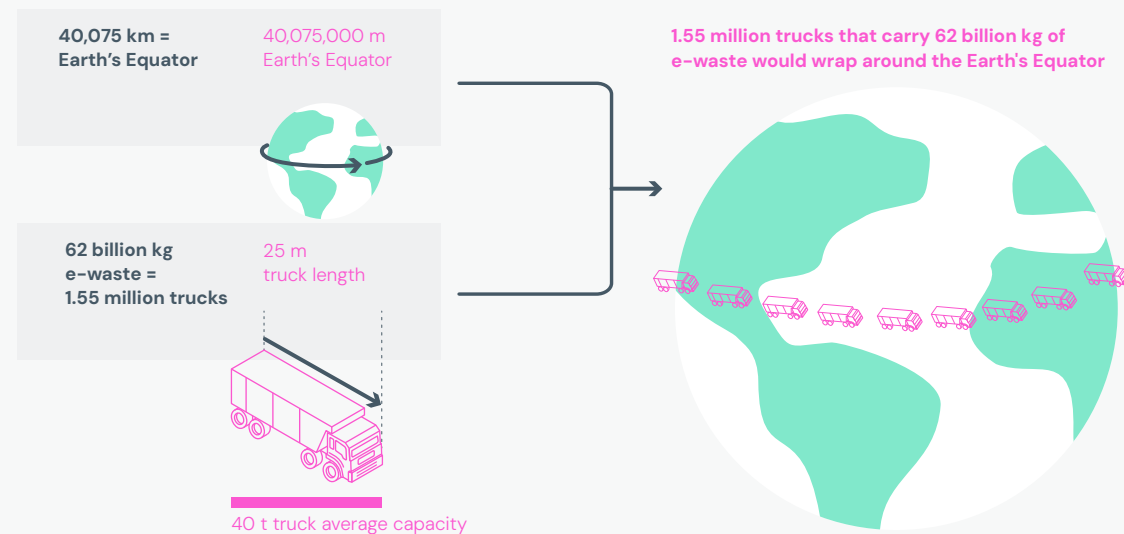 40,075 km =
Earth's Equator
40,075,000 m
Earth's Equator
62 billion kg
e-waste =
1.55 million trucks
25 m
truck length
40 t truck average capacity
1.55 million trucks that carry 62 billion kg of
e-waste would wrap around the Earth's Equator